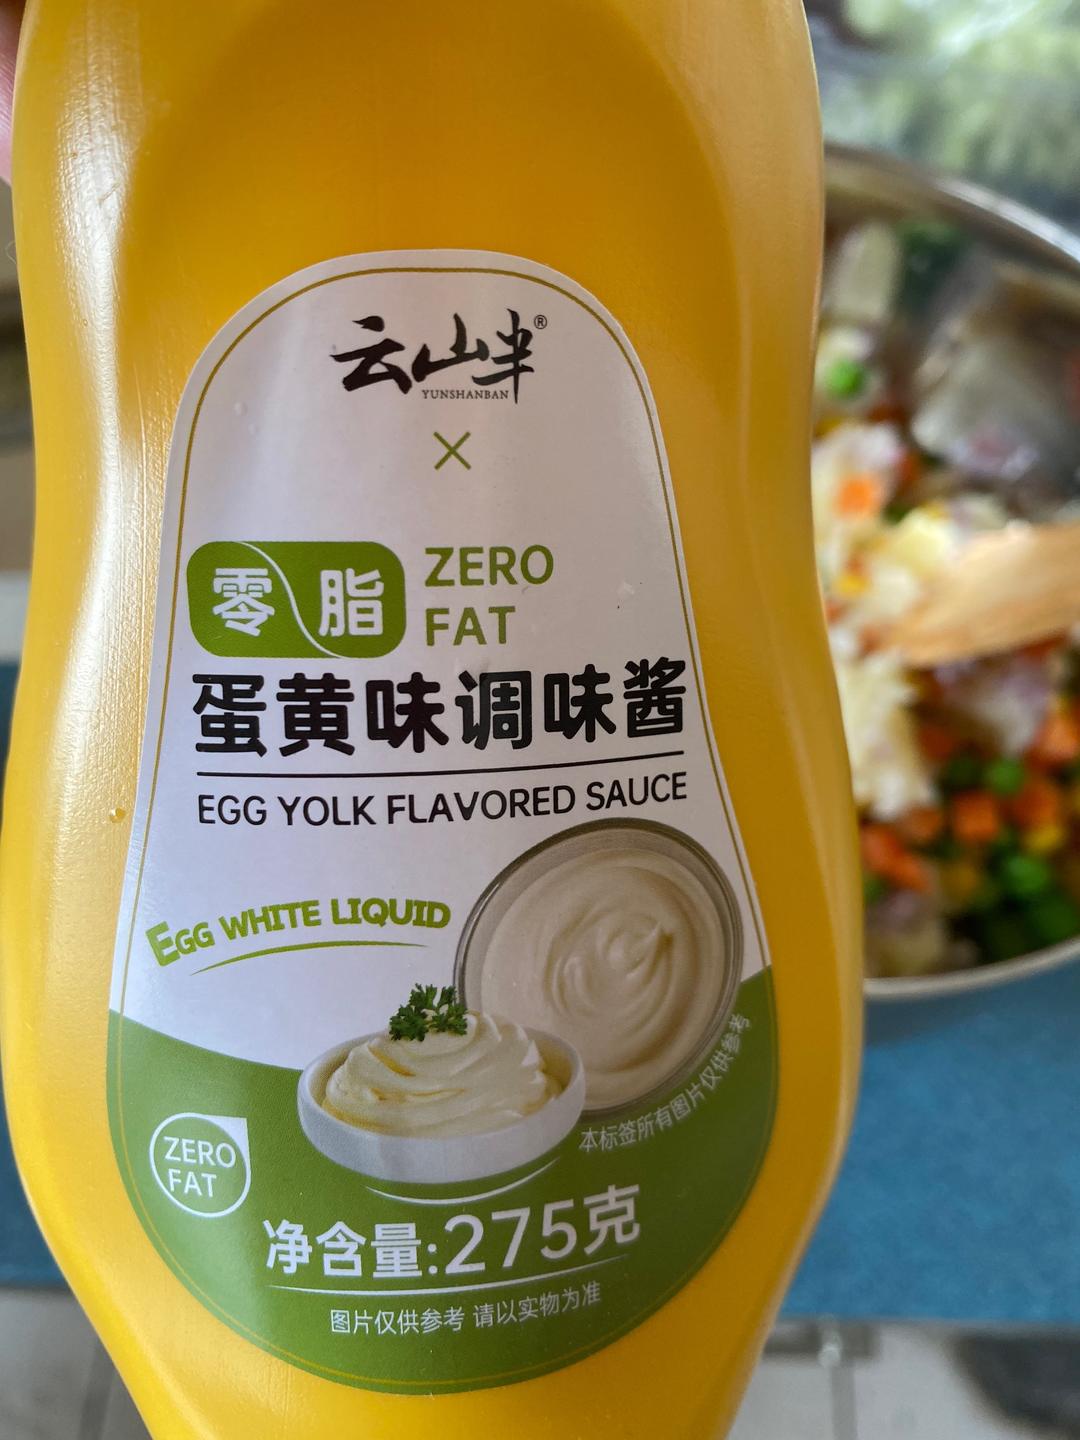 云山半®
YUNSHANBAN
×
零脂
ZERO
FAT
蛋黄味调味酱
EGG YOLK FLAVORED SAUCE
EGG WHITE LIQUID
本标签所有图片仅供参考
ZERO
FAT
净含量:275克
图片仅供参考 请以实物为准